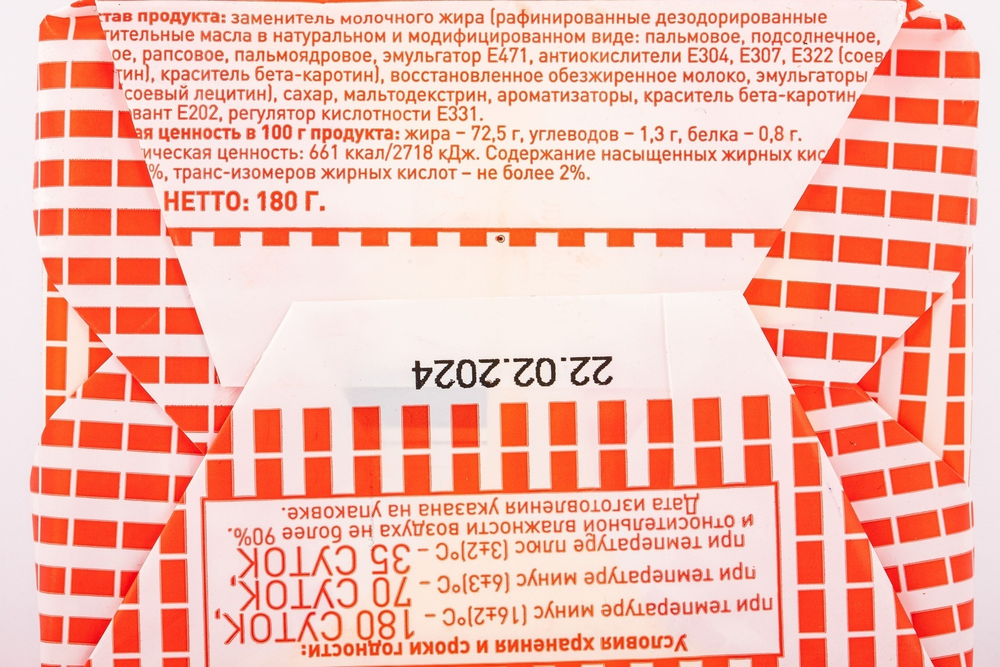 став продукта: заменитель молочного жира (рафинированные дезодорированные
тительные масла в натуральном и модифицированном виде: пальмовое, подсолнечное,
ое, рапсовое, пальмоядровое, эмульгатор Е471, антиокислители Е304, Е307, Е322 (соев
тин), краситель бета-каротин), восстановленное обезжиренное молоко, эмульгаторы
соевый лецитин), сахар, мальтодекстрин, ароматизаторы, краситель бета-каротин,
вант Е202, регулятор кислотности Е331.
ая ценность в 100 г продукта: жира – 72,5 г, углеводов – 1,3 г, белка – 0,8 г.
гическая ценность: 661 ккал/2718 кДж. Содержание насыщенных жирных кис
%, транс-изомеров жирных кислот – не более 2%.
НЕТТО: 180 Г.
22.02.2024
Условия хранения и сроки годности:
при температуре минус (16±2)°С – 180 СУТОК,
при температуре минус (6±3)°С – 70 СУТОК,
при температуре плюс (3±2)°С – 35 СУТОК
и относительной влажности воздуха не более 90%.
Дата изготовления указана на упаковке.